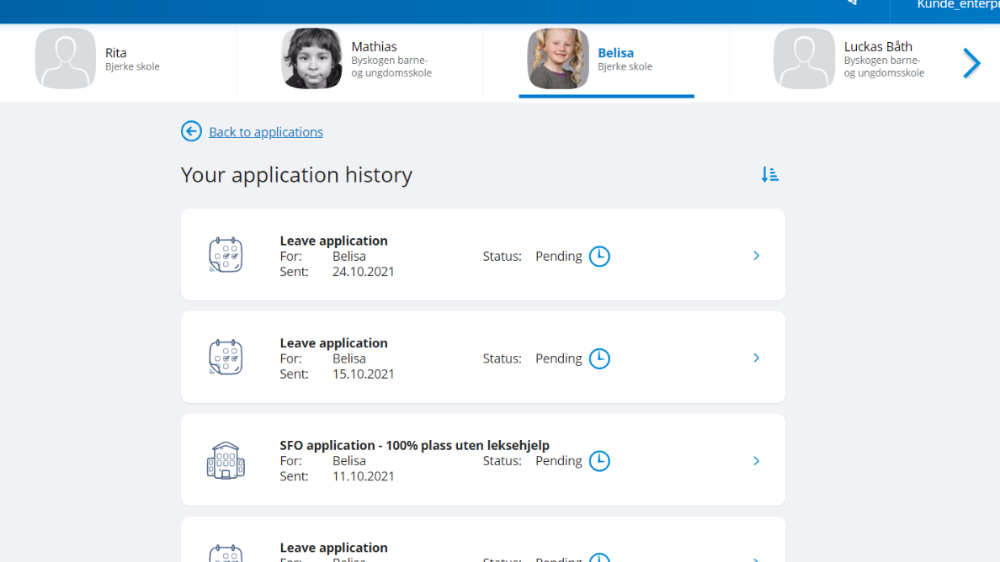 Kunde_enterpr
Rita
Bjerke skole
Mathias
Byskogen barne-
og ungdomsskole
Belisa
Bjerke skole
Luckas Båth
Byskogen barne-
og ungdomsskole
Back to applications
Your application history
Leave application
For: Belisa
Status: Pending
Sent: 24.10.2021
Leave application
For: Belisa
Status: Pending
Sent: 15.10.2021
SFO application - 100% plass uten leksehjelp
For: Belisa
Status: Pending
Sent: 11.10.2021
Leave application
For: Belisa
Status: Pending